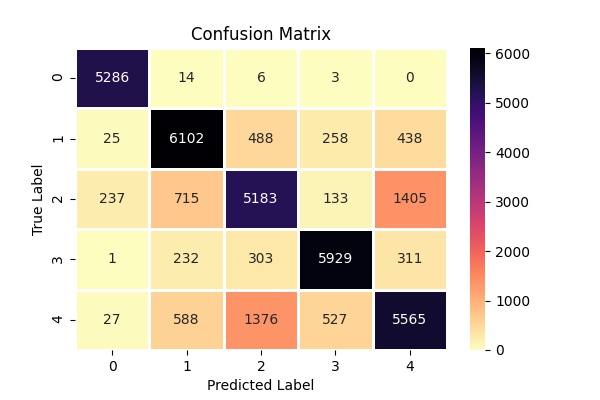 Confusion Matrix
True Label
0 5286 14 6 3 0
1 25 6102 488 258 438
2 237 715 5183 133 1405
3 1 232 303 5929 311
4 27 588 1376 527 5565
0 1 2 3 4
Predicted Label
6000
5000
4000
3000
2000
1000
0